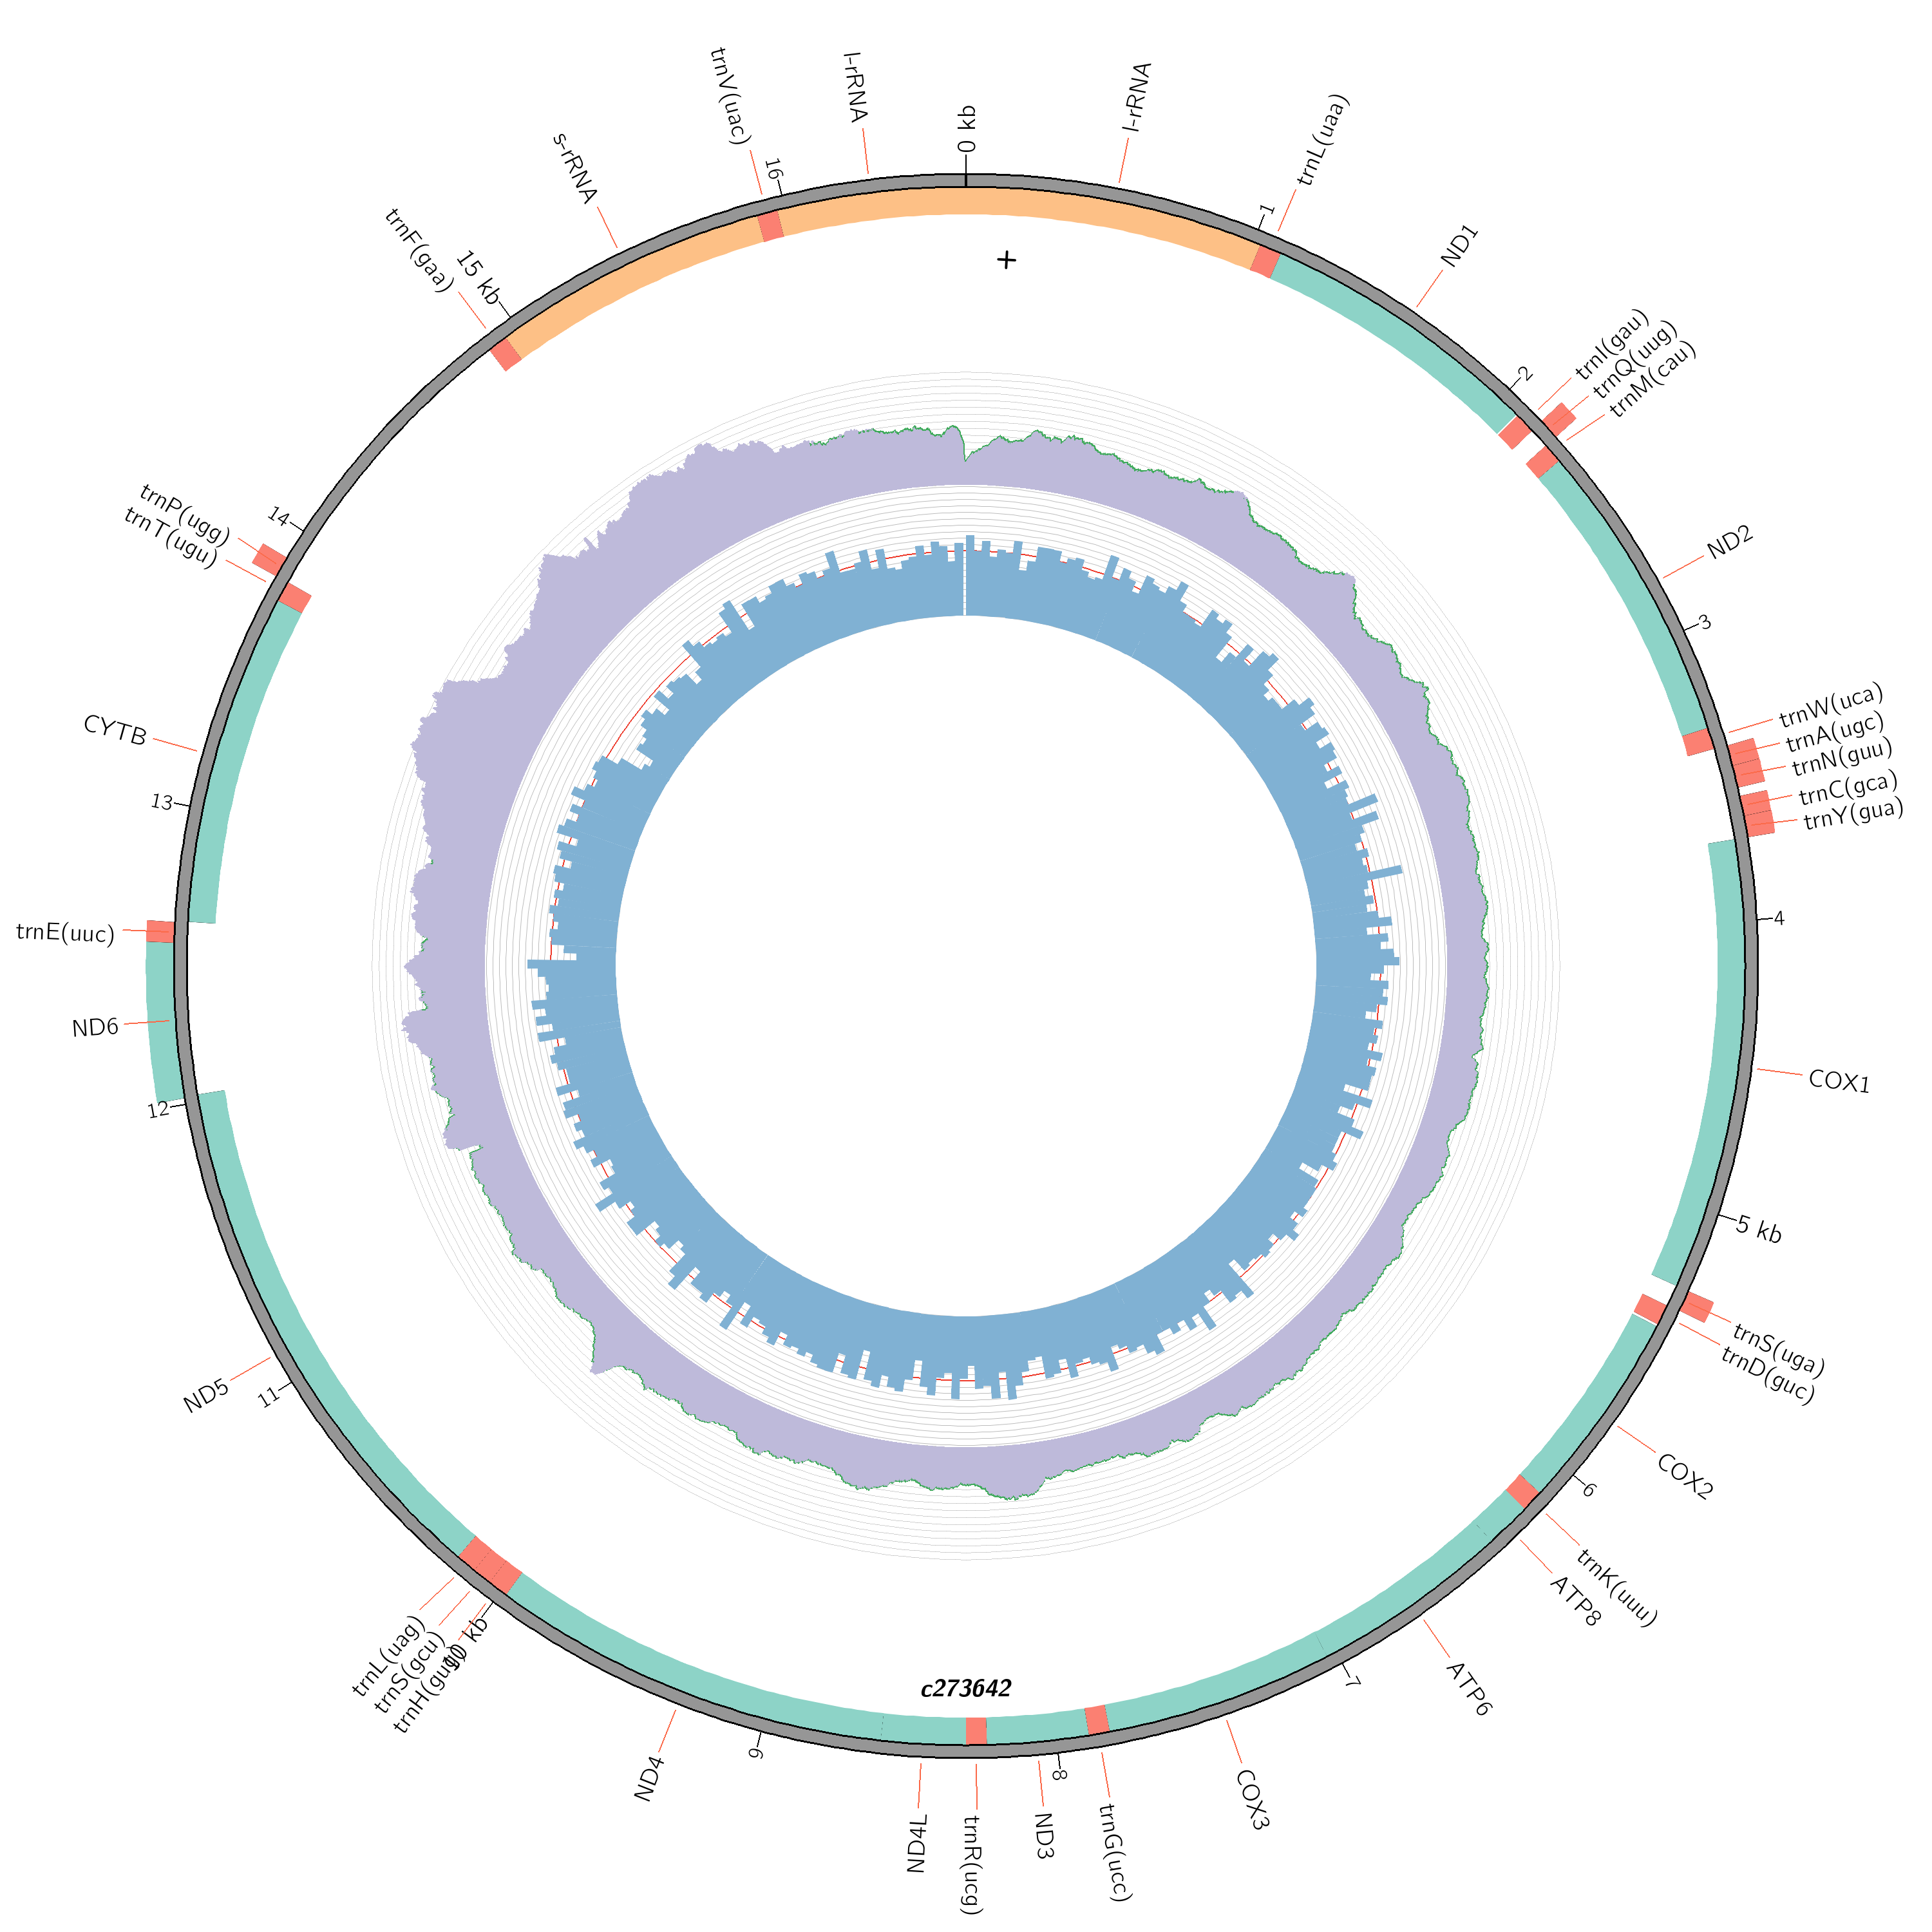 0 kb
l-rRNA
1
trnL(uaa)
ND1
2
trnI(gau)
trnQ(uug)
trnM(cau)
ND2
3
trnW(uca)
trnA(ugc)
trnN(guu)
trnC(gca)
trnY(gua)
4
COX1
5 kb
trnS(uga)
trnD(guc)
COX2
6
trnK(uuu)
ATP8
ATP6
7
COX3
trnG(ucc)
8
ND3
trnR(ucg)
ND4L
9
ND4
10 kb
trnH(gug)
trnS(gcu)
trnL(uag)
11
ND5
12
ND6
trnE(uuc)
13
CYTB
trnT(ugu)
trnP(ugg)
14
trnF(gaa)
15 kb
s-rRNA
trnV(uac)
16
l-rRNA
+
c273642